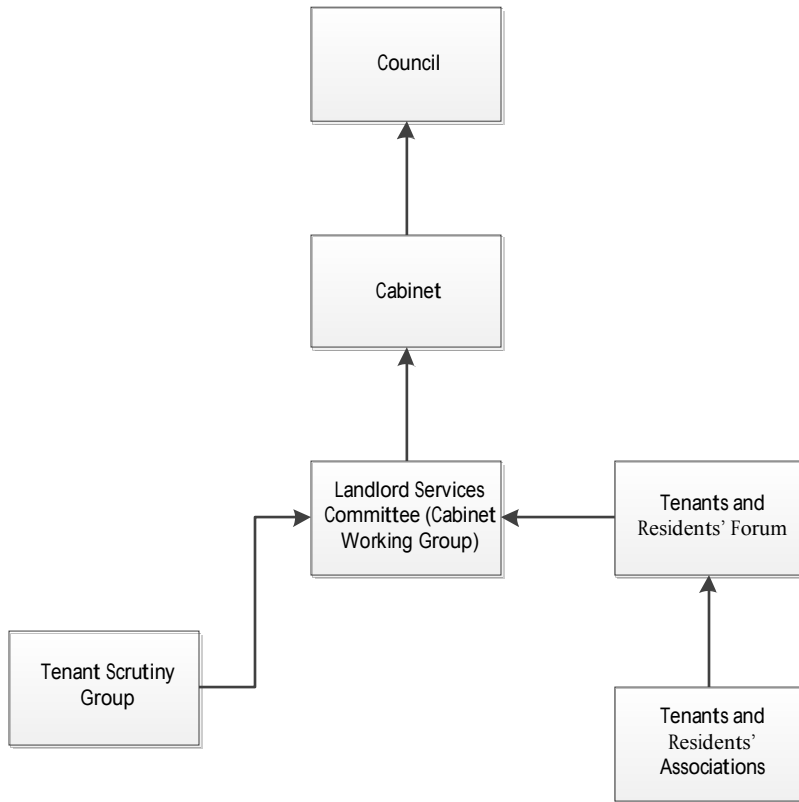 Council
Cabinet
Landlord Services
Committee (Cabinet
Working Group)
Tenants and
Residents’ Forum
Tenant Scrutiny
Group
Tenants and
Residents’
Associations